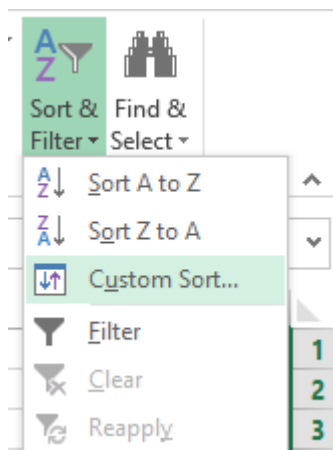 Sort & Find &
Filter Select
Sort A to Z
Sort Z to A
Custom Sort...
Filter
Clear
Reapply
1
2
3